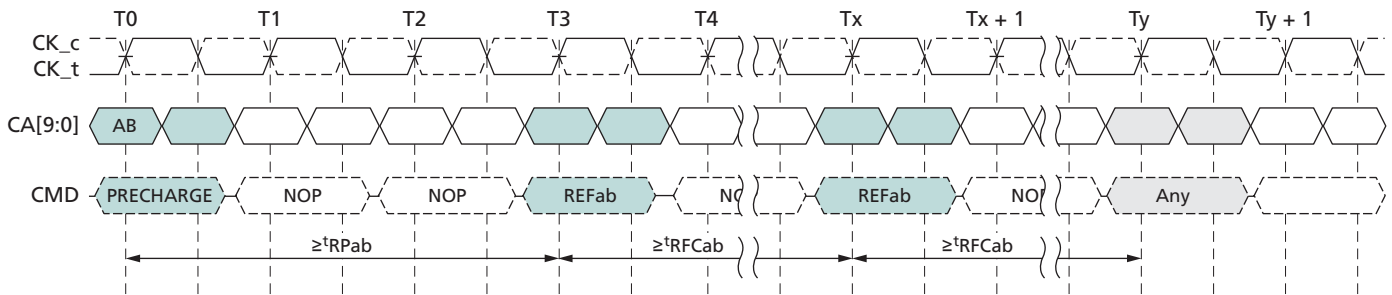 T0 T1 T2 T3 T4 Tx Tx + 1 Ty Ty + 1
CK_c
CK_t
CA[9:0] AB
CMD PRECHARGE NOP NOP REFab REFab Any
≥tRPab ≥tRFCab ≥tRFCab